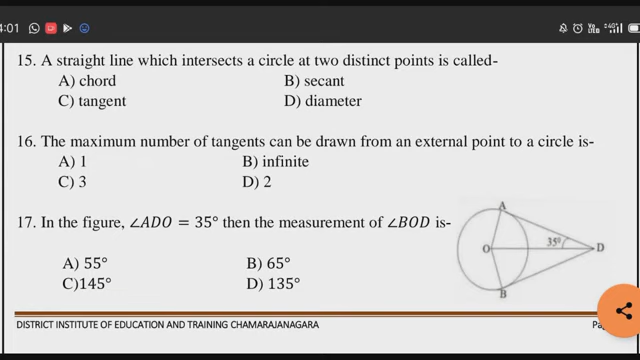 4:01
15. A straight line which intersects a circle at two distinct points is called-
A) chord B) secant
C) tangent D) diameter
16. The maximum number of tangents can be drawn from an external point to a circle is-
A) 1 B) infinite
C) 3 D) 2
17. In the figure, ∠ADO = 35° then the measurement of ∠BOD is-
A) 55° B) 65°
C)145° D) 135°
A
O 35⁰ D
B
DISTRICT INSTITUTE OF EDUCATION AND TRAINING CHAMARAJANAGARA